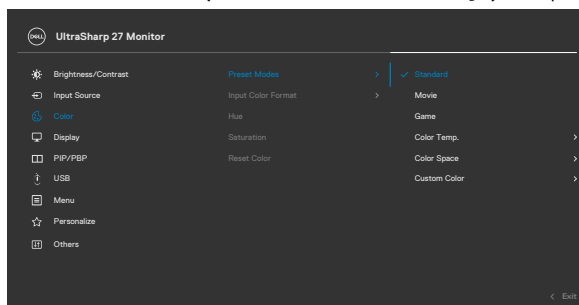 DELL
UltraSharp 27 Monitor
Brightness/Contrast
Input Source
Color
Display
PIP/PBP
USB
Menu
Personalize
Others
Preset Modes
Input Color Format
Hue
Saturation
Reset Color
Standard
Movie
Game
Color Temp.
Color Space
Custom Color
Exit